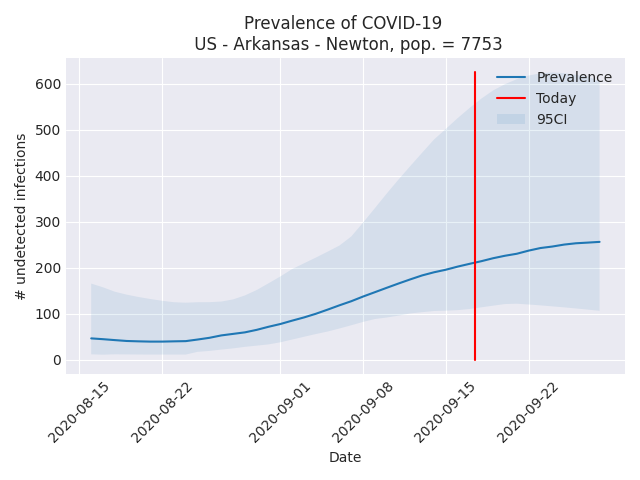 Prevalence of COVID-19
US - Arkansas - Newton, pop. = 7753
600
500
400
300
200
100
0
# undetected infections
Prevalence
Today
95CI
2020-08-15
2020-08-22
2020-09-01
2020-09-08
2020-09-15
2020-09-22
Date